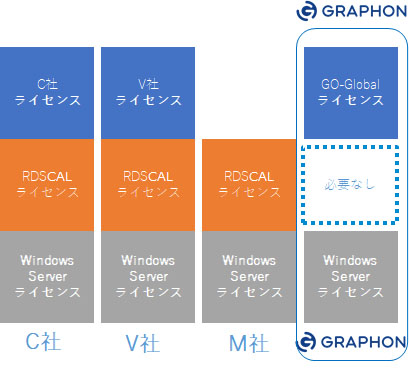 GRAPHON
C社
ライセンス
V社
ライセンス
GO-Global
ライセンス
RDSCAL
ライセンス
RDSCAL
ライセンス
RDSCAL
ライセンス
必要なし
Windows
Server
ライセンス
Windows
Server
ライセンス
Windows
Server
ライセンス
Windows
Server
ライセンス
C社
V社
M社
GRAPHON